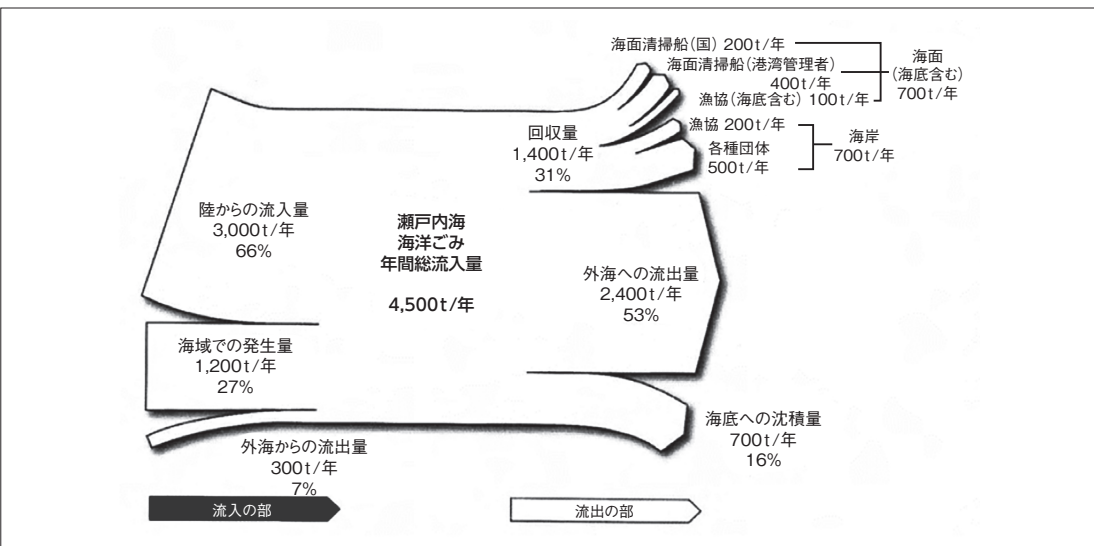 海面清掃船（国） 200t/年
海面清掃船（港湾管理者）
400t/年
漁協（海底含む） 100t/年
海面
（海底含む）
700t/年
漁協 200t/年
各種団体
500t/年
海岸
700t/年
回収量
1,400t/年
31%
陸からの流入量
3,000t/年
66%
瀬戸内海
海洋ごみ
年間総流入量
4,500t/年
外海への流出量
2,400t/年
53%
海域での発生量
1,200t/年
27%
海底への沈積量
700t/年
16%
外海からの流出量
300t/年
7%
流入の部
流出の部